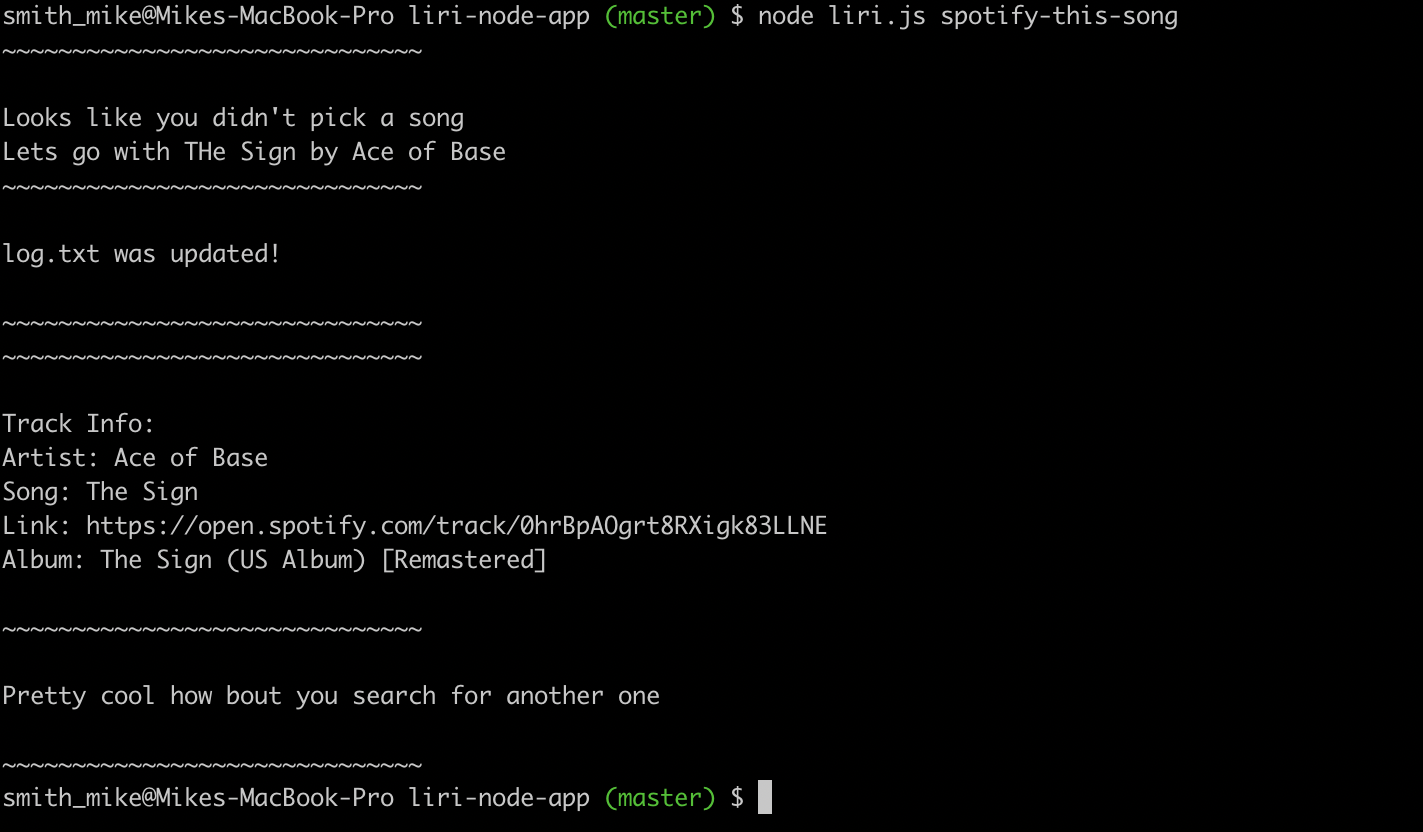 smith_mike@Mikes-MacBook-Pro liri-node-app (master) $ node liri.js spotify-this-song
~~~~~~~~~~~~~~~~~~~~~~~~~~~~~~
Looks like you didn't pick a song
Lets go with THe Sign by Ace of Base
~~~~~~~~~~~~~~~~~~~~~~~~~~~~~~
log.txt was updated!
~~~~~~~~~~~~~~~~~~~~~~~~~~~~~~
~~~~~~~~~~~~~~~~~~~~~~~~~~~~~~
Track Info:
Artist: Ace of Base
Song: The Sign
Link: https://open.spotify.com/track/0hrBpAOgrt8RXigk83LLNE
Album: The Sign (US Album) [Remastered]
~~~~~~~~~~~~~~~~~~~~~~~~~~~~~~
Pretty cool how bout you search for another one
~~~~~~~~~~~~~~~~~~~~~~~~~~~~~~
smith_mike@Mikes-MacBook-Pro liri-node-app (master) $